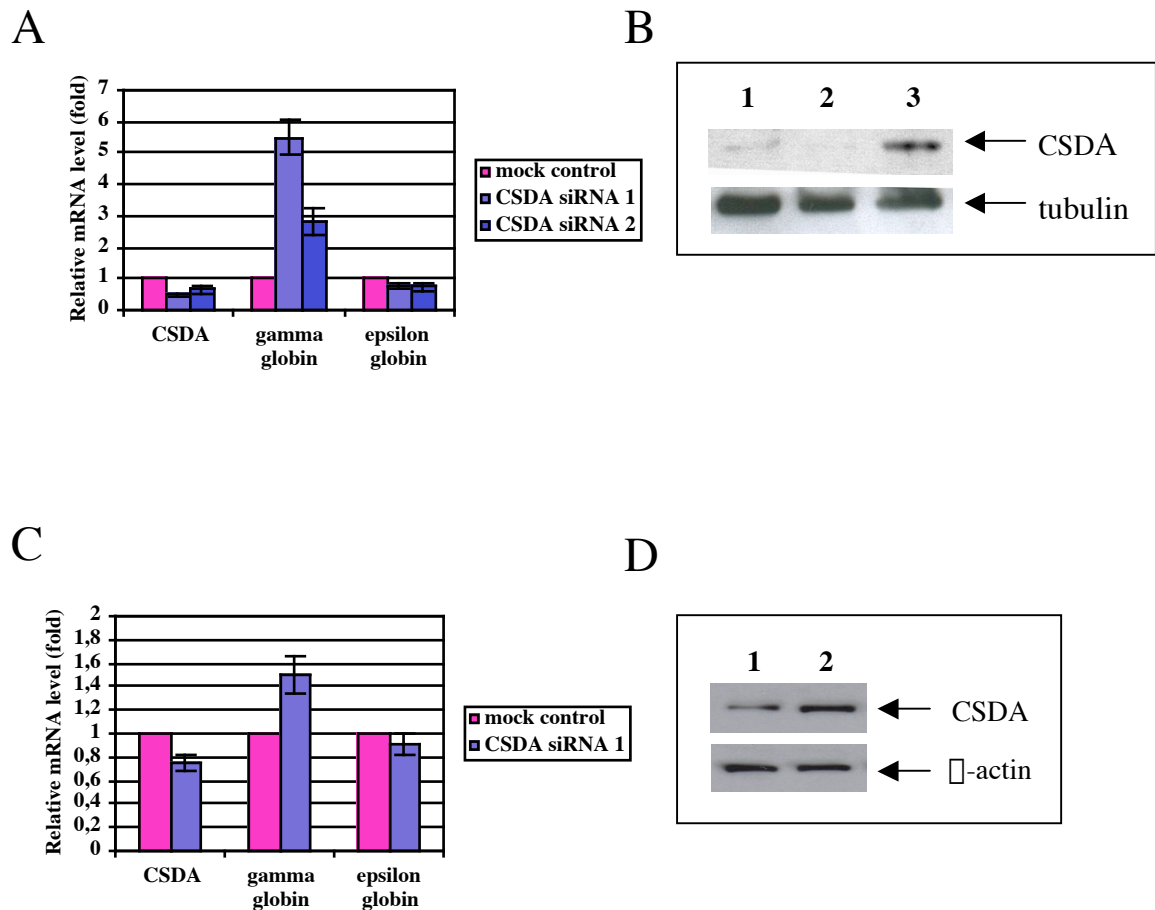 A
Relative mRNA level (fold)
7
6
5
4
3
2
1
0
CSDA
gamma
globin
epsilon
globin
mock control
CSDA siRNA 1
CSDA siRNA 2
B
1 2 3
CSDA
tubulin
C
Relative mRNA level (fold)
2
1,8
1,6
1,4
1,2
1
0,8
0,6
0,4
0,2
0
CSDA
gamma
globin
epsilon
globin
mock control
CSDA siRNA 1
D
1 2
CSDA
▯-actin